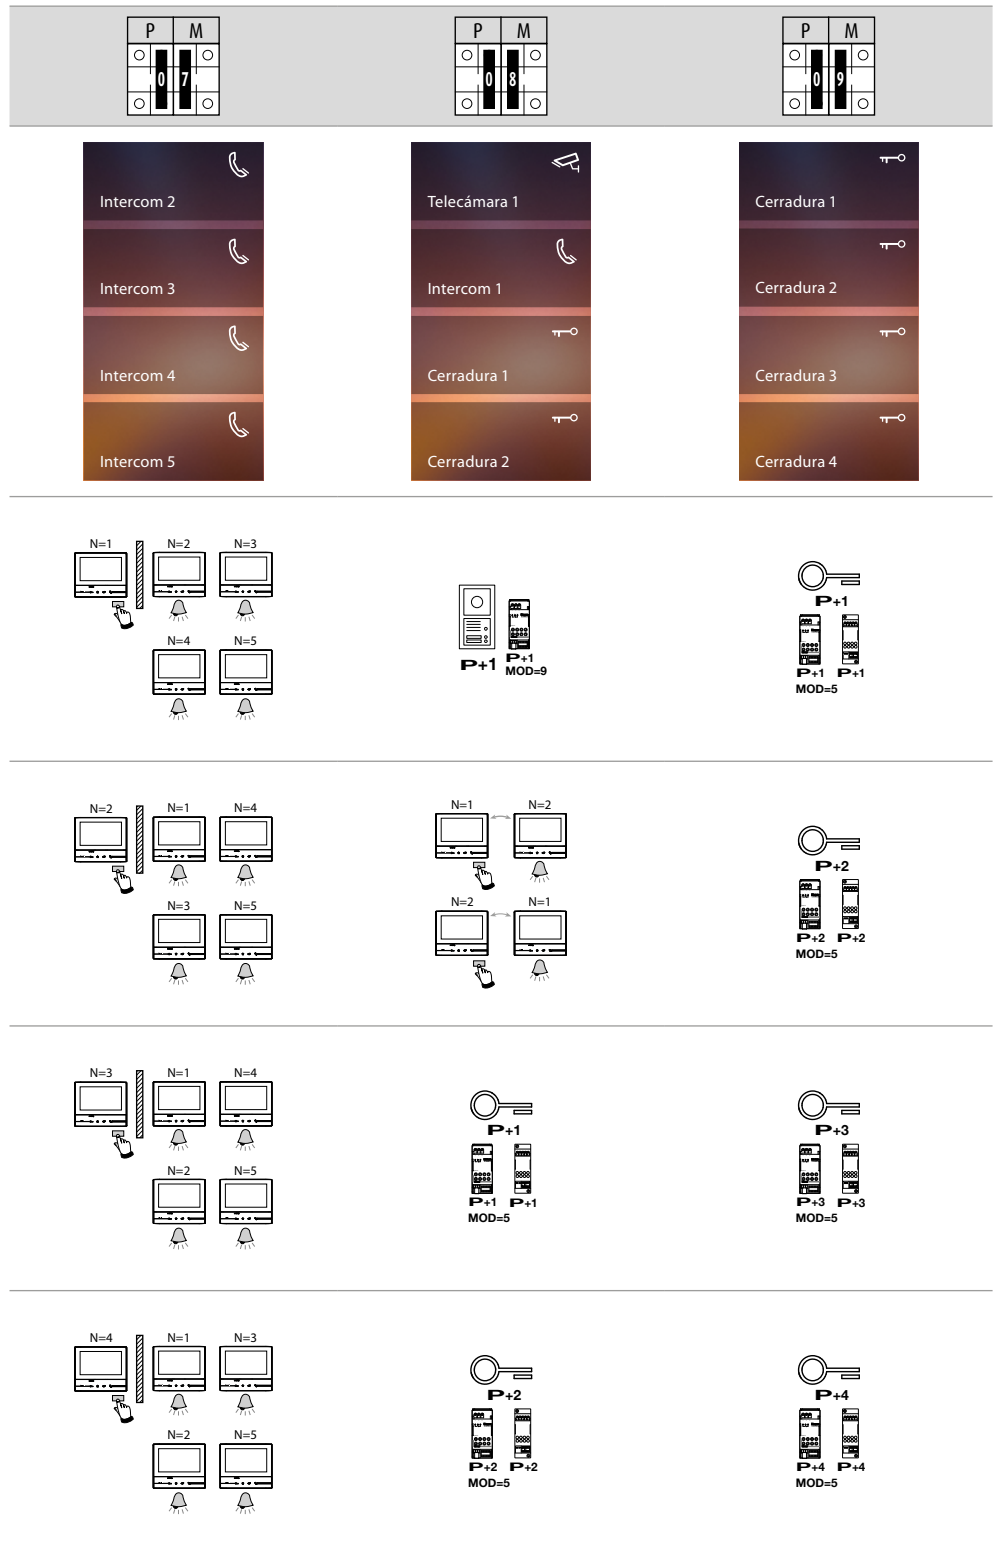 P M
0 7
P M
0 8
P M
0 9
Intercom 2
Intercom 3
Intercom 4
Intercom 5
Telecámara 1
Intercom 1
Cerradura 1
Cerradura 2
Cerradura 1
Cerradura 2
Cerradura 3
Cerradura 4
N=1 N=2 N=3
N=4 N=5
P+1 P+1
MOD=9
P+1
P+1 P+1
MOD=5
N=2 N=1 N=4
N=3 N=5
N=1 N=2
N=2 N=1
P+2
P+2 P+2
MOD=5
N=3 N=1 N=4
N=2 N=5
P+1
P+1 P+1
MOD=5
P+3
P+3 P+3
MOD=5
N=4 N=1 N=3
N=2 N=5
P+2
P+2 P+2
MOD=5
P+4
P+4 P+4
MOD=5